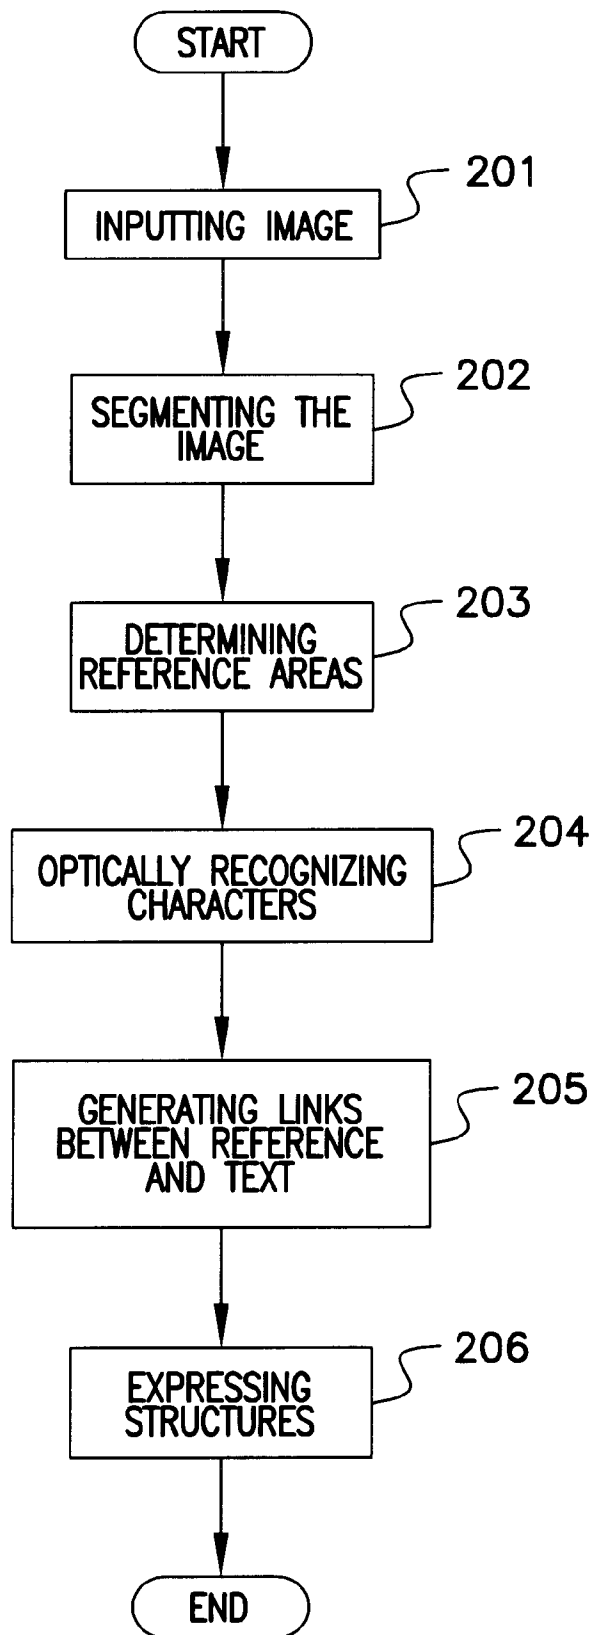 START
201
INPUTTING IMAGE
202
SEGMENTING THE
IMAGE
203
DETERMINING
REFERENCE AREAS
204
OPTICALLY RECOGNIZING
CHARACTERS
205
GENERATING LINKS
BETWEEN REFERENCE
AND TEXT
206
EXPRESSING
STRUCTURES
END